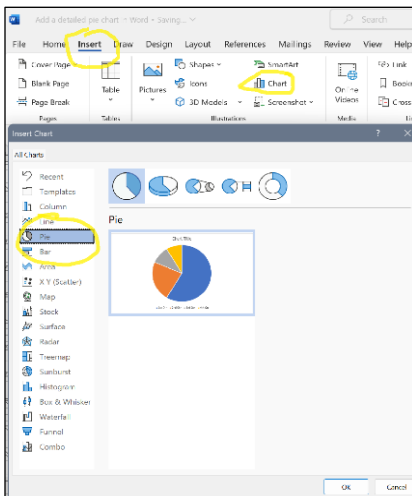 Add a detailed pie chart • Word • Saving...
Search
File Home Insert Draw Design Layout References Mailings Review View Help
Cover Page
Blank Page
Page Break
Pages
Table
Tables
Pictures
Shapes
Icons
3D Models
SmartArt
Chart
Screenshot
Illustrations
Online
Videos
Media
Link
Cross
Insert Chart ? X
All Charts
Recent
Templates
Column
Line
Pie
Bar
Area
X Y (Scatter)
Map
Stock
Surface
Radar
Treemap
Sunburst
Histogram
Box & Whisker
Waterfall
Funnel
Combo
Pie
Chart Title
OK
Cancel